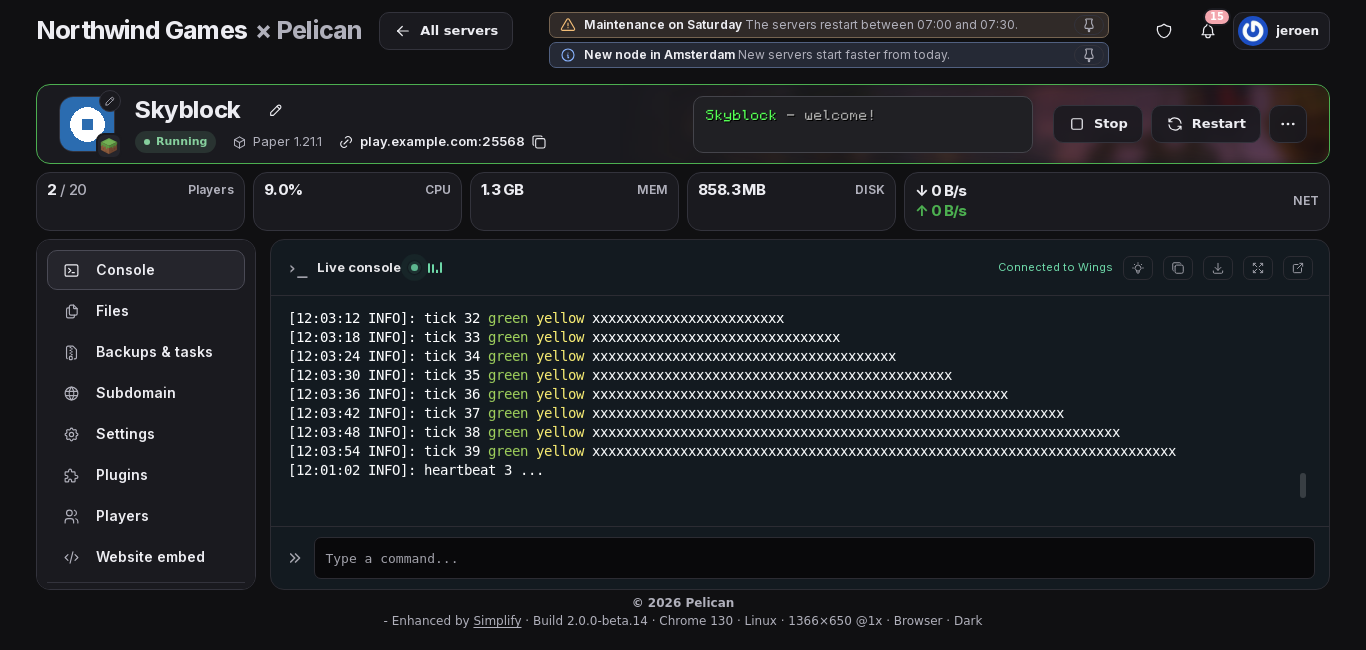 Northwind Games × Pelican
All servers
Maintenance on Saturday The servers restart between 07:00 and 07:30.
New node in Amsterdam New servers start faster from today.
15
jeroen
Skyblock
Running
Paper 1.21.1
play.example.com:25568
Skyblock - welcome!
Stop
Restart
2 / 20 Players
9.0% CPU
1.3 GB MEM
858.3 MB DISK
↓ 0 B/s
↑ 0 B/s
NET
Console
Files
Backups & tasks
Subdomain
Settings
Plugins
Players
Website embed
Live console
Connected to Wings
[12:03:12 INFO]: tick 32 green yellow xxxxxxxxxxxxxxxxxxxxxxxx
[12:03:18 INFO]: tick 33 green yellow xxxxxxxxxxxxxxxxxxxxxxxxxxxxxxx
[12:03:24 INFO]: tick 34 green yellow xxxxxxxxxxxxxxxxxxxxxxxxxxxxxxxxxxxxxx
[12:03:30 INFO]: tick 35 green yellow xxxxxxxxxxxxxxxxxxxxxxxxxxxxxxxxxxxxxxxxxxxxx
[12:03:36 INFO]: tick 36 green yellow xxxxxxxxxxxxxxxxxxxxxxxxxxxxxxxxxxxxxxxxxxxxxxxxxxxx
[12:03:42 INFO]: tick 37 green yellow xxxxxxxxxxxxxxxxxxxxxxxxxxxxxxxxxxxxxxxxxxxxxxxxxxxxxxxxxxx
[12:03:48 INFO]: tick 38 green yellow xxxxxxxxxxxxxxxxxxxxxxxxxxxxxxxxxxxxxxxxxxxxxxxxxxxxxxxxxxxxxxxxxx
[12:03:54 INFO]: tick 39 green yellow xxxxxxxxxxxxxxxxxxxxxxxxxxxxxxxxxxxxxxxxxxxxxxxxxxxxxxxxxxxxxxxxxxxxxxxxx
[12:01:02 INFO]: heartbeat 3 ...
Type a command...
© 2026 Pelican
- Enhanced by Simplify · Build 2.0.0-beta.14 · Chrome 130 · Linux · 1366×650 @1x · Browser · Dark